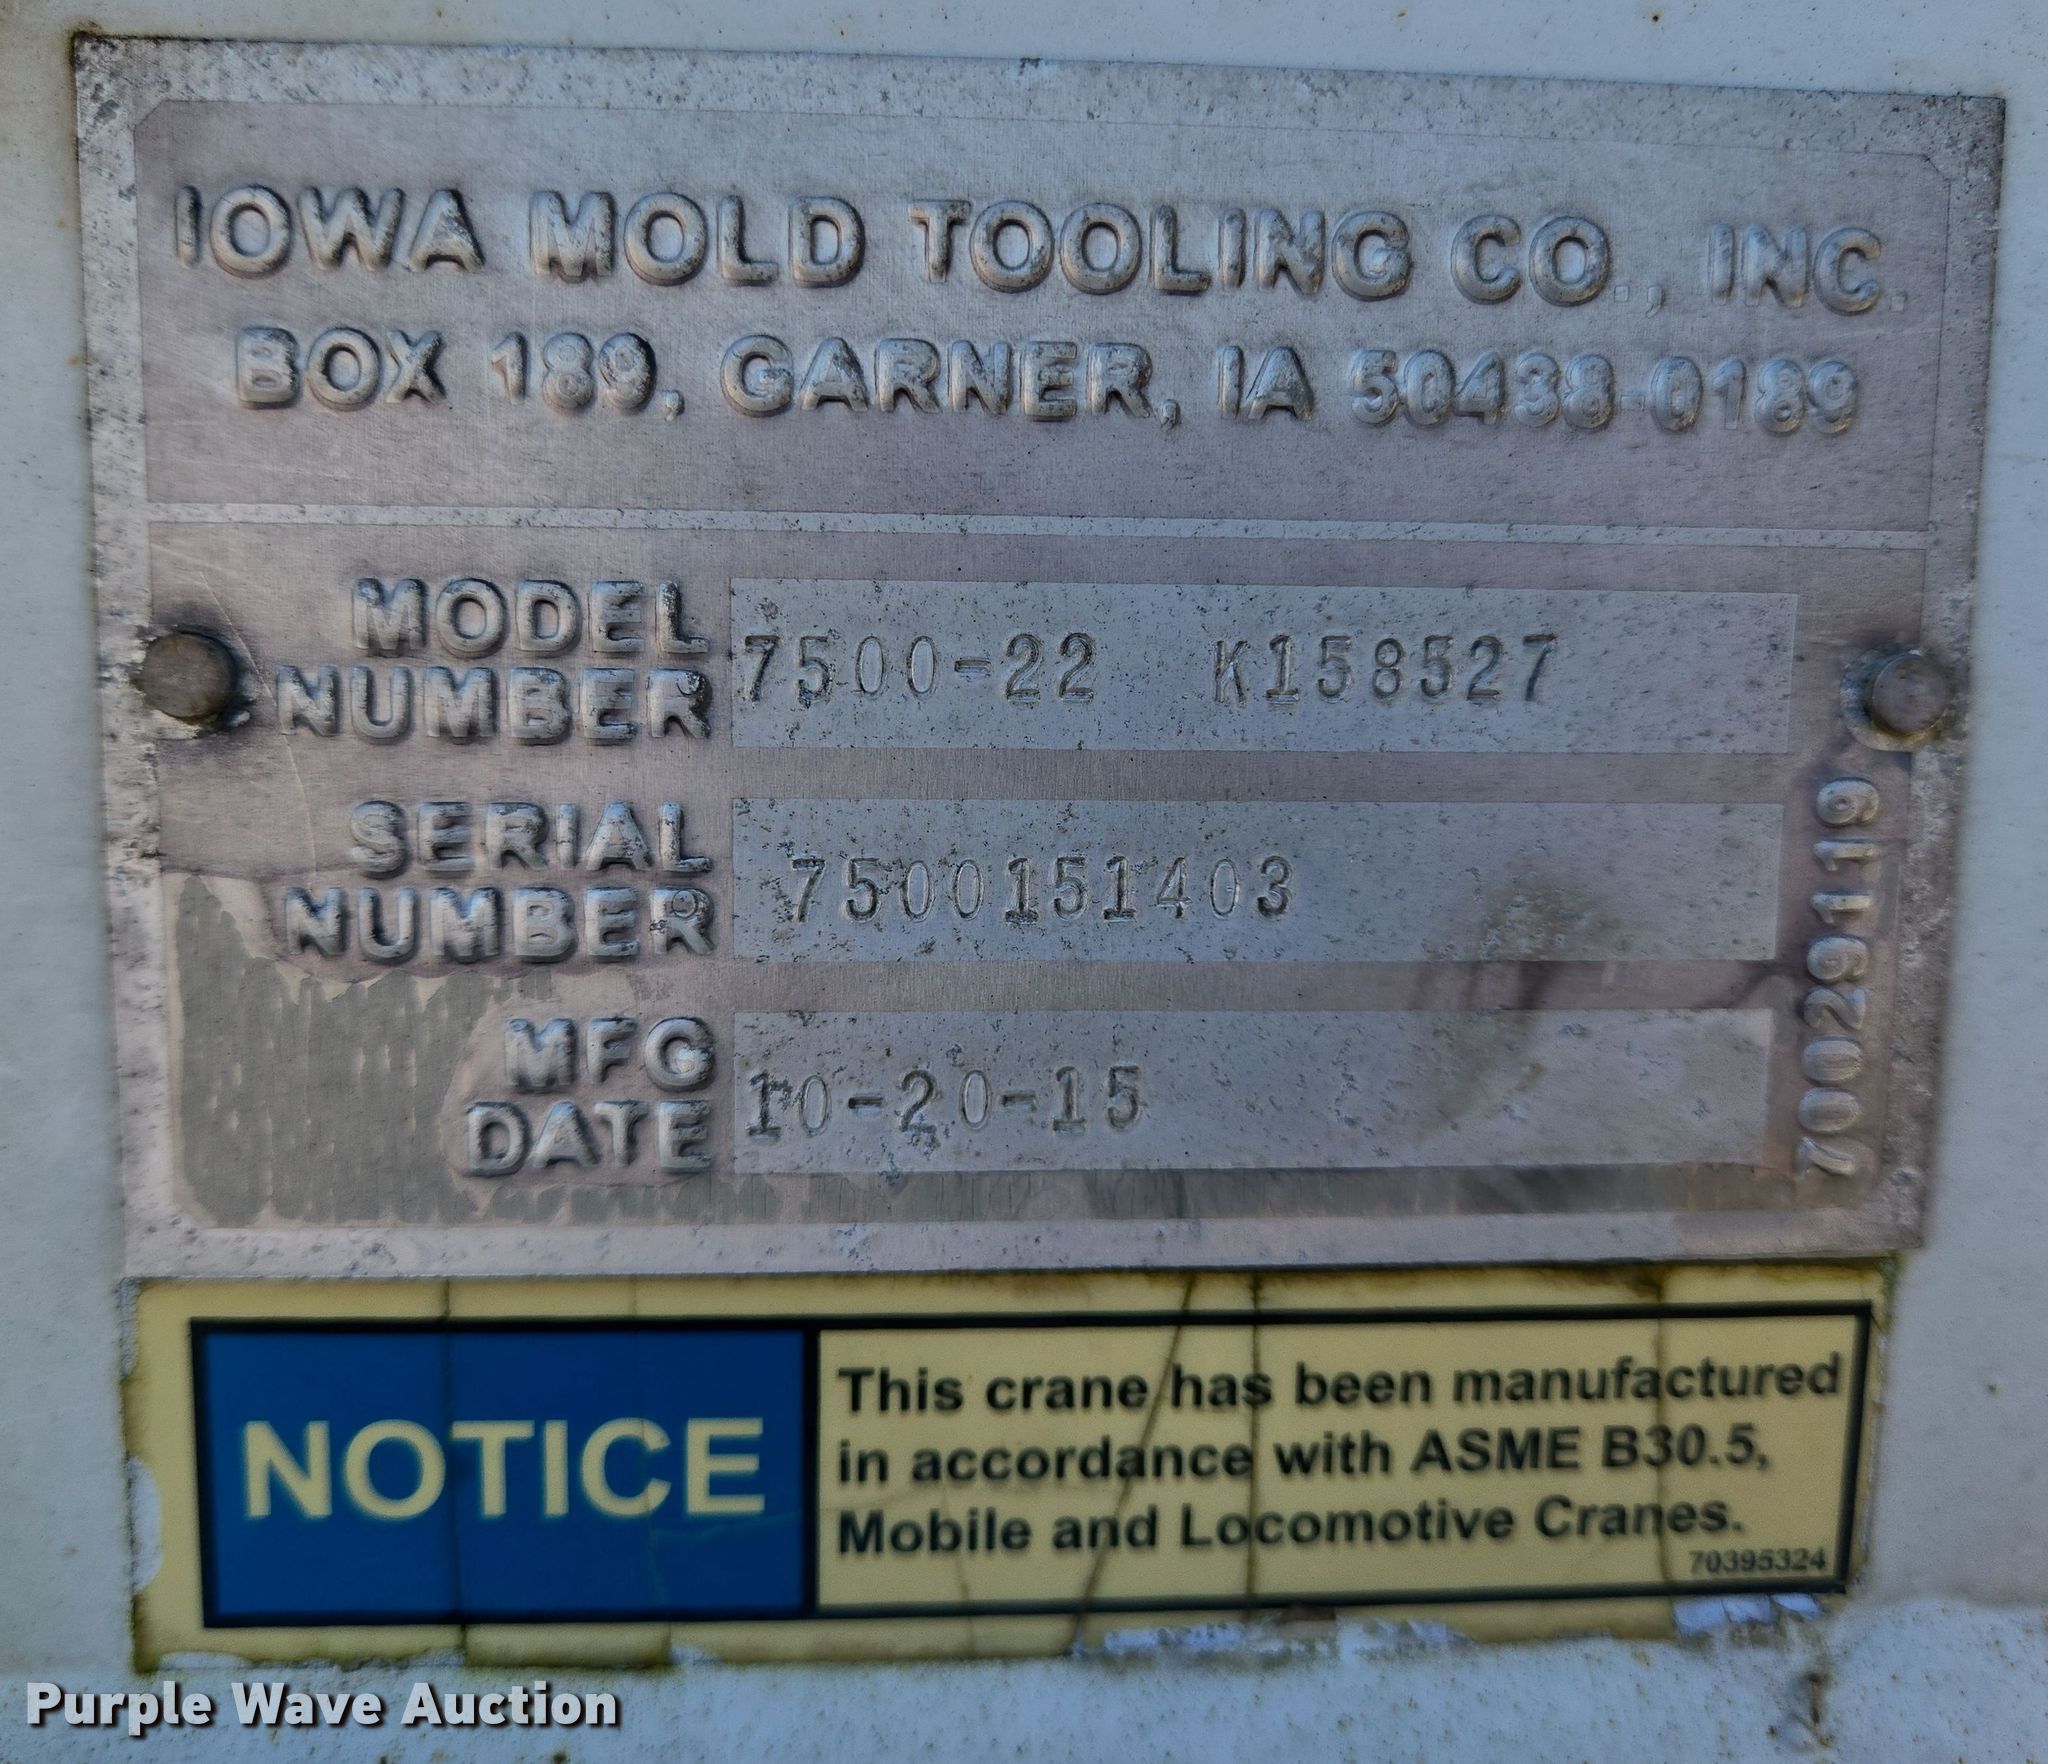 IOWA MOLD TOOLING CO., INC.
BOX 189, GARNER, IA 50438-0189
MODEL NUMBER 7500-22 K158527
SERIAL NUMBER 7500151403
MFG DATE 10-20-15
70029119
NOTICE
This crane has been manufactured
in accordance with ASME B30.5,
Mobile and Locomotive Cranes.
70395324
Purple Wave Auction